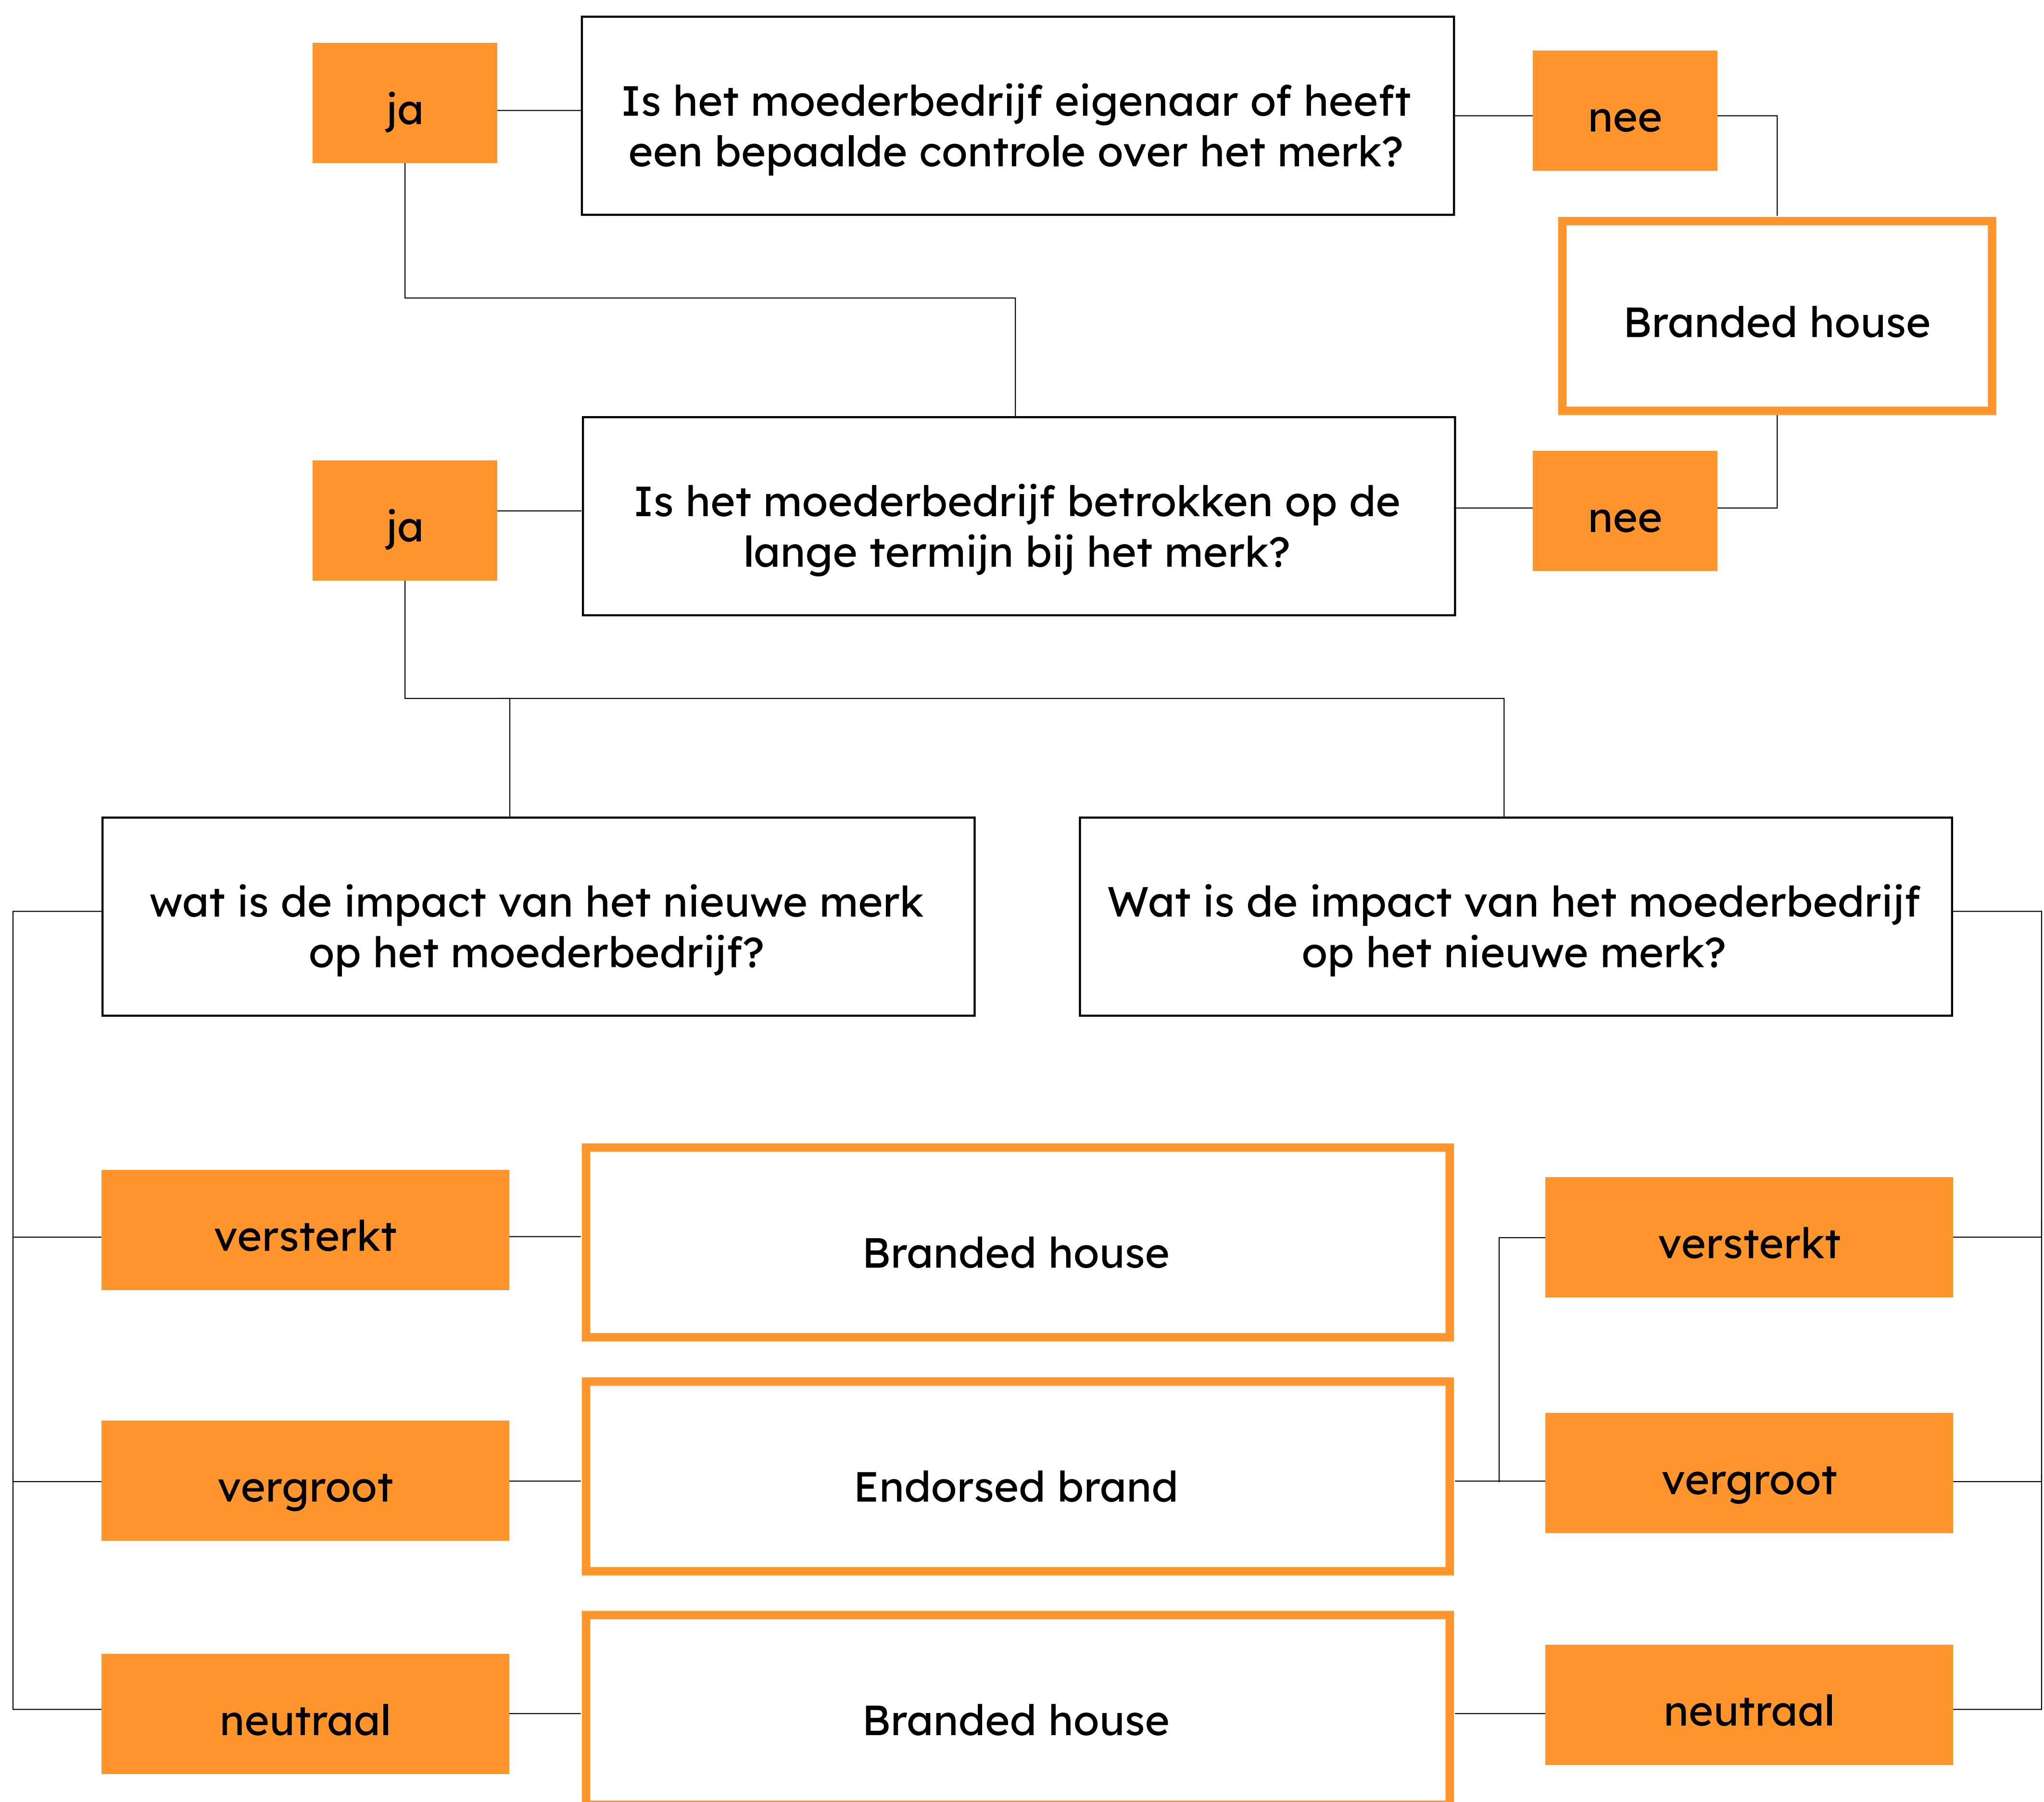 ja
Is het moederbedrijf eigenaar of heeft
een bepaalde controle over het merk?
nee
Branded house
ja
Is het moederbedrijf betrokken op de
lange termijn bij het merk?
nee
wat is de impact van het nieuwe merk
op het moederbedrijf?
Wat is de impact van het moederbedrijf
op het nieuwe merk?
versterkt
Branded house
versterkt
vergroot
Endorsed brand
vergroot
neutraal
Branded house
neutraal